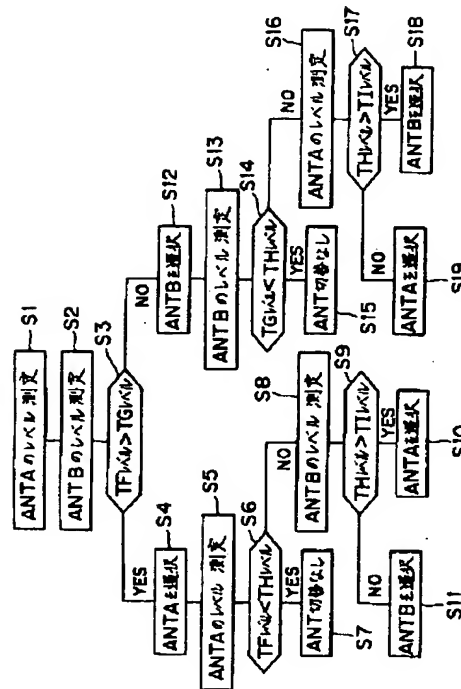 ANTAのレベル測定
S1
ANTBのレベル測定
S2
TFレベル>TGレベル
S3
YES
NO
ANTAを選択
S4
ANTAのレベル測定
S5
TFレベル<THレベル
S6
YES
NO
ANT切替なし
S7
ANTBのレベル測定
S8
THレベル>TIレベル
S9
YES
NO
ANTAを選択
S10
ANTBを選択
S11
ANTBを選択
S12
ANTBのレベル測定
S13
TGレベル<THレベル
S14
YES
NO
ANT切替なし
S15
ANTAのレベル測定
S16
THレベル>TIレベル
S17
YES
NO
ANTBを選択
S18
ANTAを選択
S19